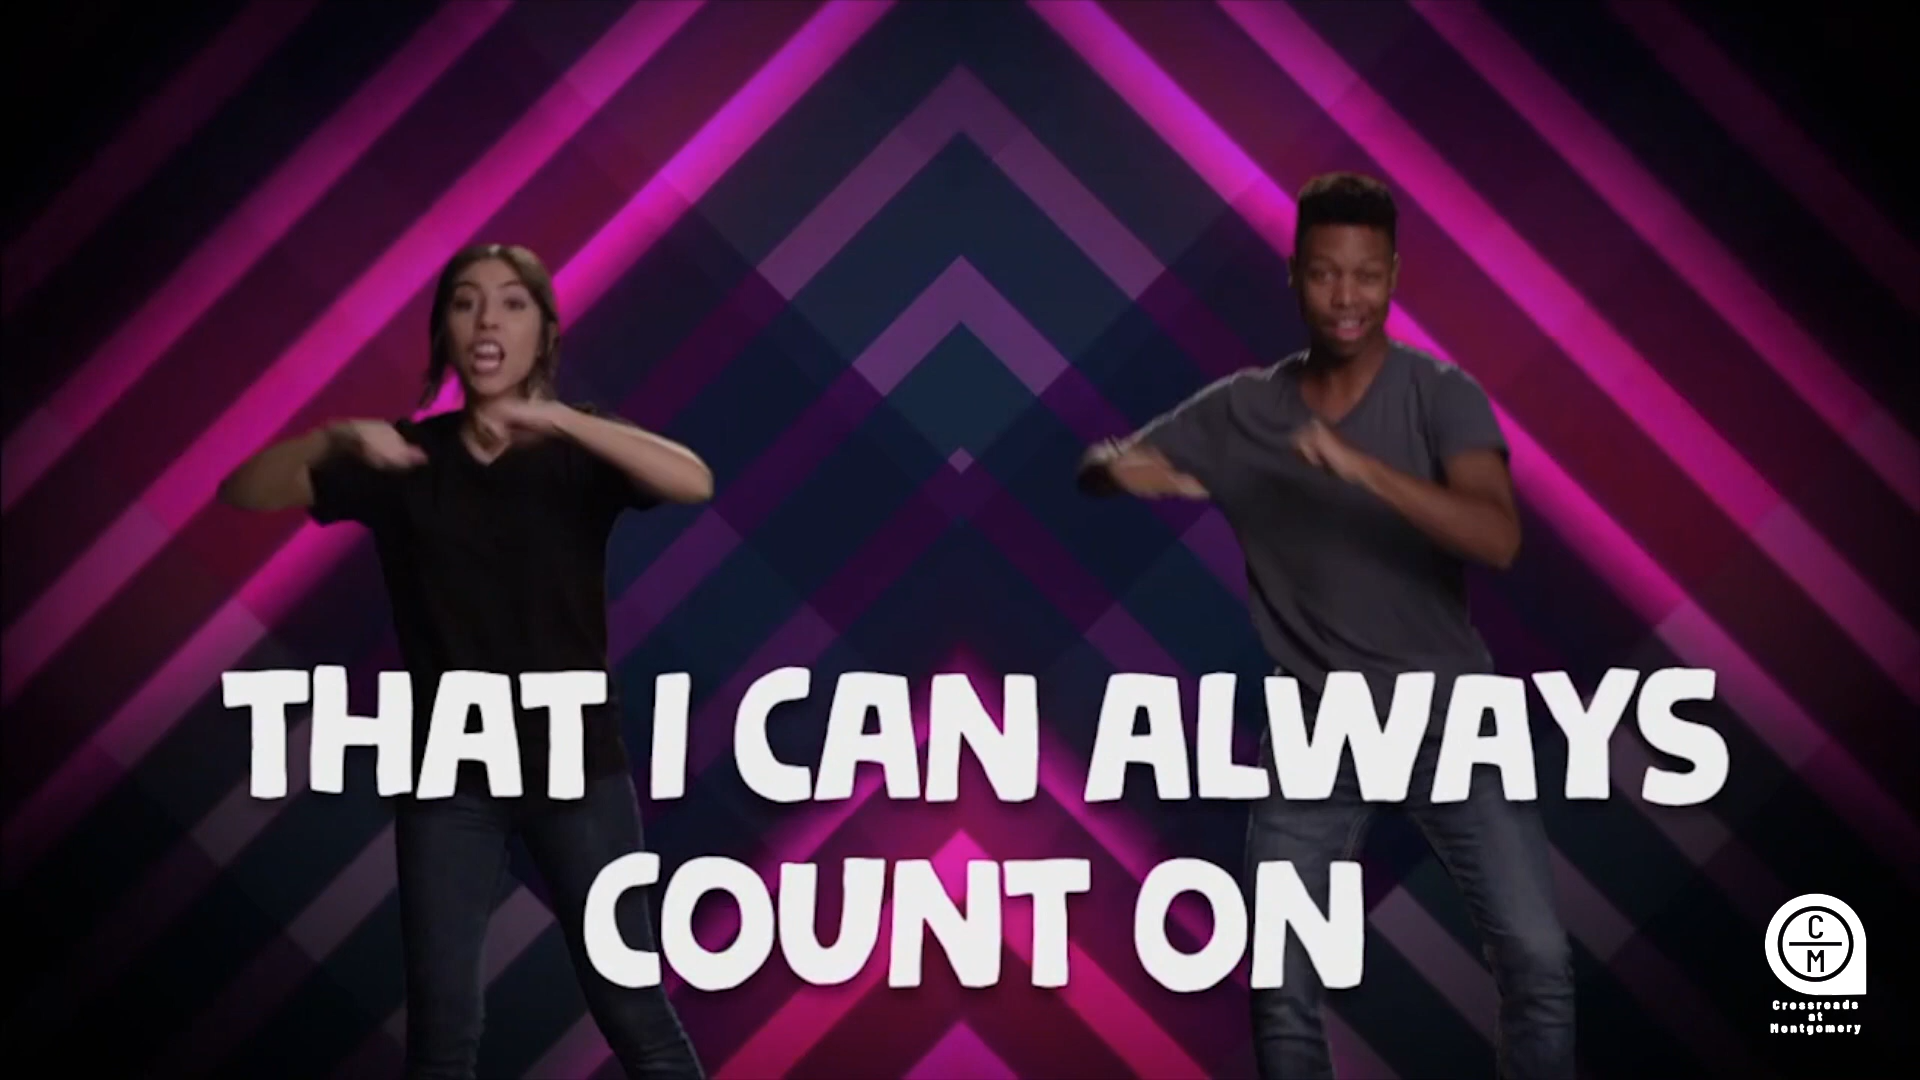 THAT I CAN ALWAYS
COUNT ON
C
M
Crossroads
at
Montgomery